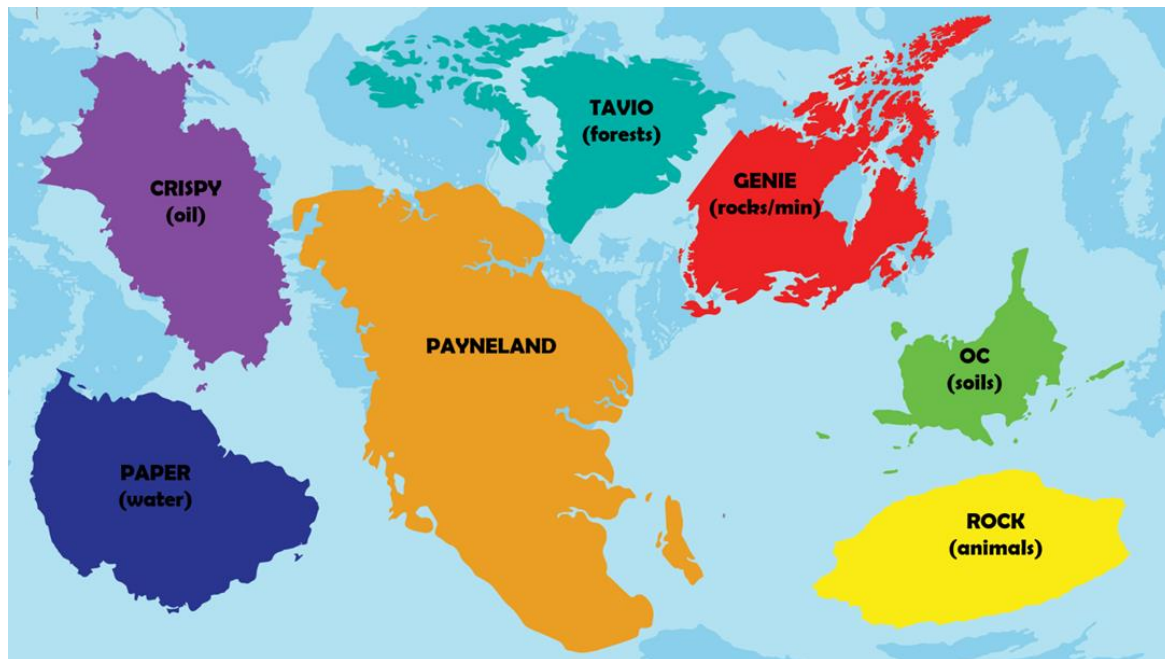 TAVIO
(forests)
CRISPY
(oil)
GENIE
(rocks/min)
PAYNELAND
OC
(soils)
PAPER
(water)
ROCK
(animals)